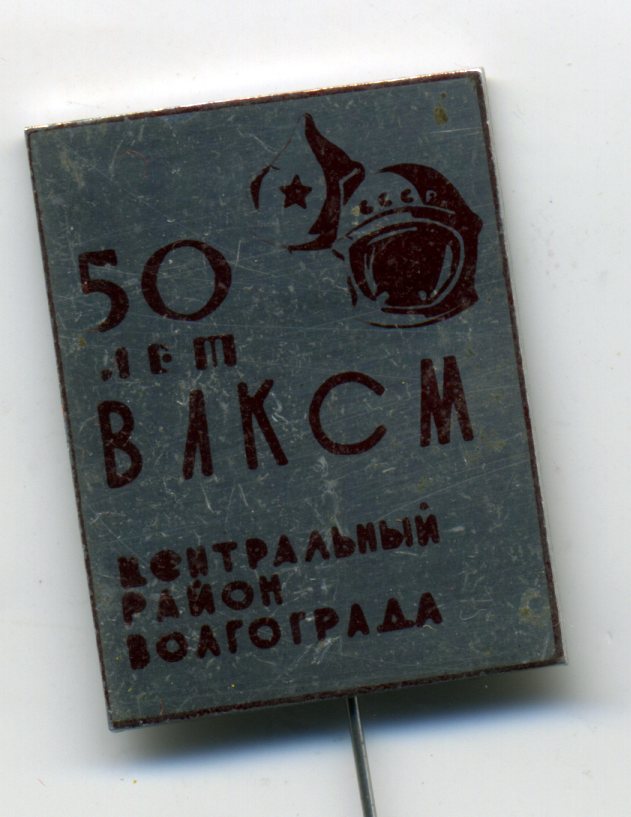 СССР
50
лет
ВЛКСМ
ЦЕНТРАЛЬНЫЙ
РАЙОН
ВОЛГОГРАДА